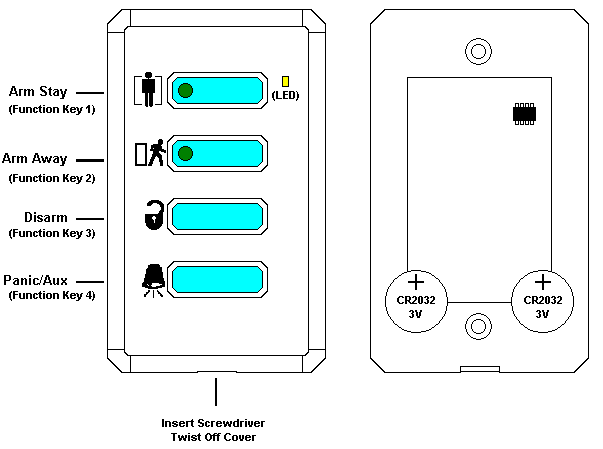 Arm Stay
(Function Key 1)
(LED)
Arm Away
(Function Key 2)
Disarm
(Function Key 3)
Panic/Aux
(Function Key 4)
Insert Screwdriver
Twist Off Cover
+
CR2032
3V
+
CR2032
3V